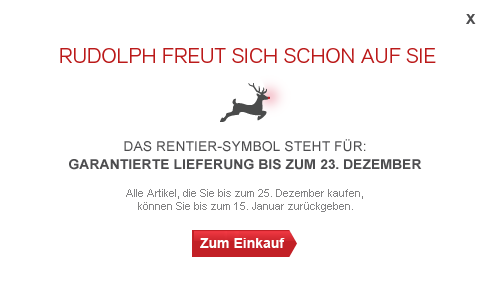 X
RUDOLPH FREUT SICH SCHON AUF SIE
DAS RENTIER-SYMBOL STEHT FÜR:
GARANTIERTE LIEFERUNG BIS ZUM 23. DEZEMBER
Alle Artikel, die Sie bis zum 25. Dezember kaufen,
können Sie bis zum 15. Januar zurückgeben.
Zum Einkauf